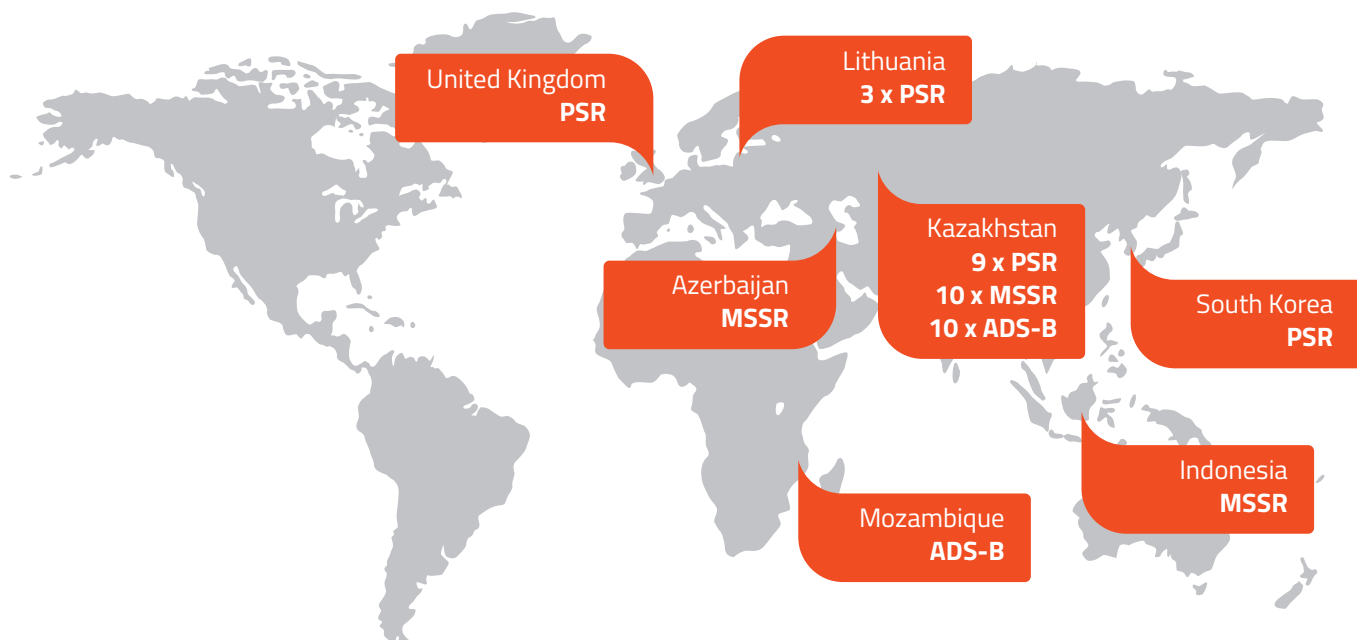 United Kingdom
PSR
Lithuania
3 x PSR
Kazakhstan
9 x PSR
10 x MSSR
10 x ADS-B
Azerbaijan
MSSR
South Korea
PSR
Indonesia
MSSR
Mozambique
ADS-B